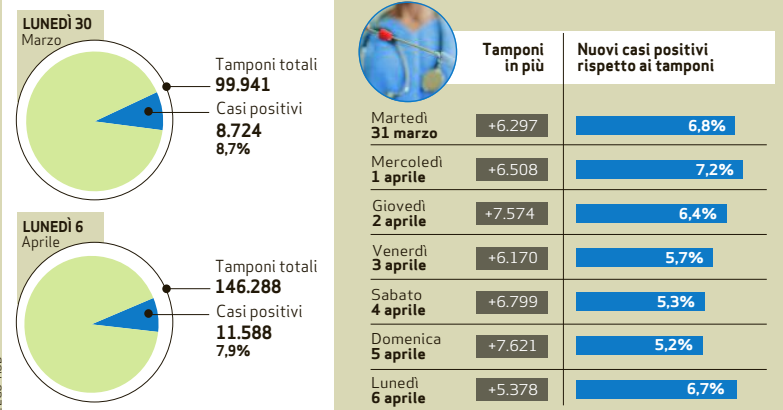 LUNEDÌ 30
Marzo
Tamponi totali
99.941
Casi positivi
8.724
8,7%
LUNEDÌ 6
Aprile
Tamponi totali
146.288
Casi positivi
11.588
7,9%
Tamponi
in più
Nuovi casi positivi
rispetto ai tamponi
Martedì
31 marzo
+6.297
6,8%
Mercoledì
1 aprile
+6.508
7,2%
Giovedì
2 aprile
+7.574
6,4%
Venerdì
3 aprile
+6.170
5,7%
Sabato
4 aprile
+6.799
5,3%
Domenica
5 aprile
+7.621
5,2%
Lunedì
6 aprile
+5.378
6,7%